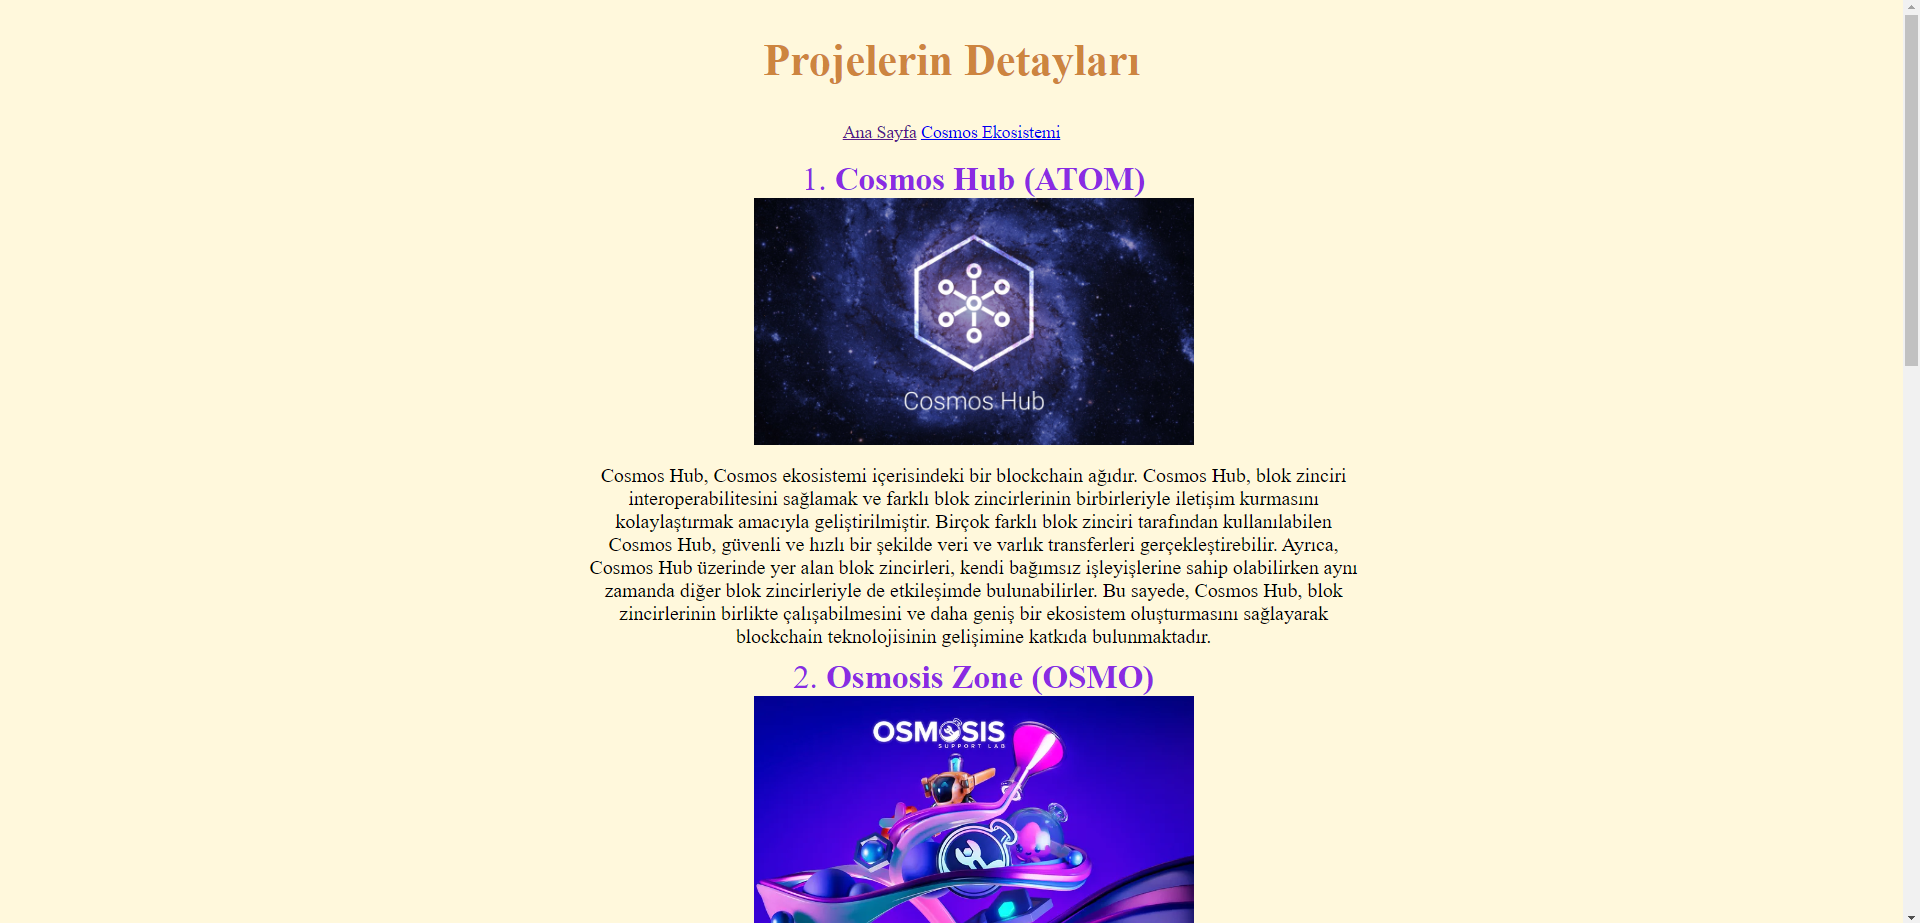 Projelerin Detayları
Ana Sayfa Cosmos Ekosistemi
1. Cosmos Hub (ATOM)
Cosmos Hub
Cosmos Hub, Cosmos ekosistemi içerisindeki bir blockchain ağıdır. Cosmos Hub, blok zinciri
interoperabilitesini sağlamak ve farklı blok zincirlerinin birbirleriyle iletişim kurmasını
kolaylaştırmak amacıyla geliştirilmiştir. Birçok farklı blok zinciri tarafından kullanılabilen
Cosmos Hub, güvenli ve hızlı bir şekilde veri ve varlık transferleri gerçekleştirebilir. Ayrıca,
Cosmos Hub üzerinde yer alan blok zincirleri, kendi bağımsız işleyişlerine sahip olabilirken aynı
zamanda diğer blok zincirleriyle de etkileşimde bulunabilirler. Bu sayede, Cosmos Hub, blok
zincirlerinin birlikte çalışabilmesini ve daha geniş bir ekosistem oluşturmasını sağlayarak
blockchain teknolojisinin gelişimine katkıda bulunmaktadır.
2. Osmosis Zone (OSMO)
OSMOSIS
SUPPORT LAB